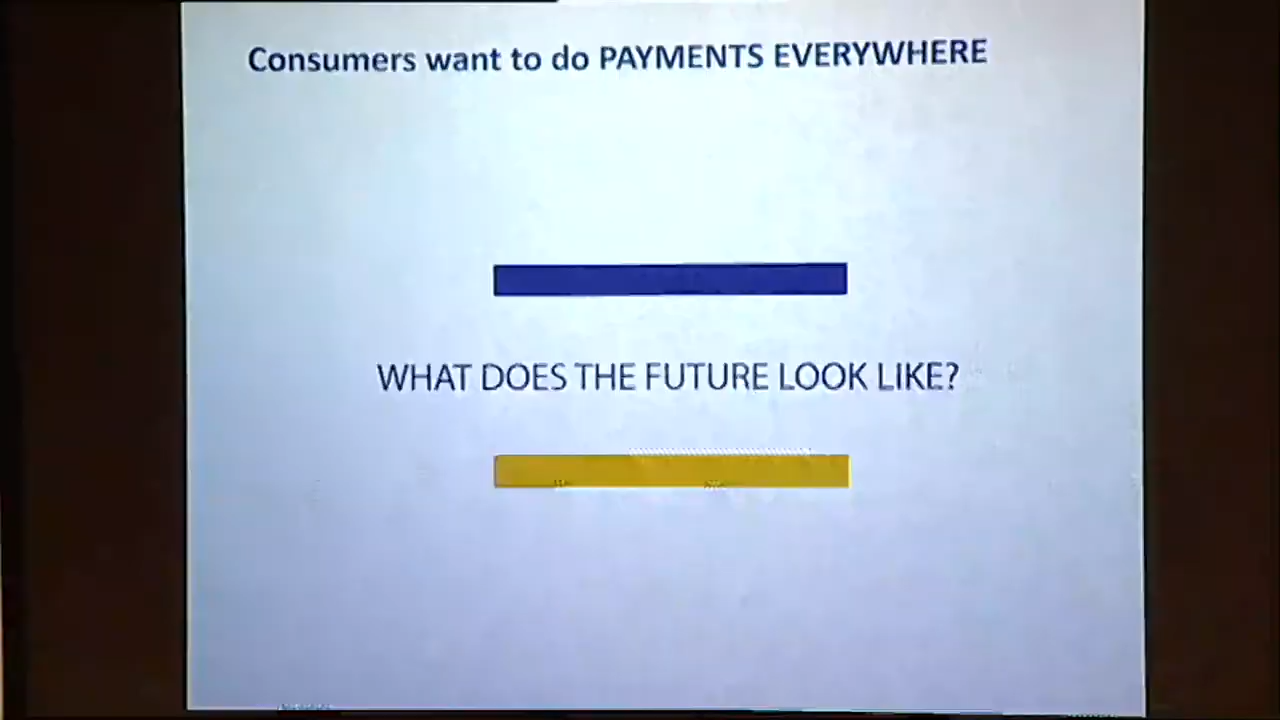 Consumers want to do PAYMENTS EVERYWHERE
WHAT DOES THE FUTURE LOOK LIKE?